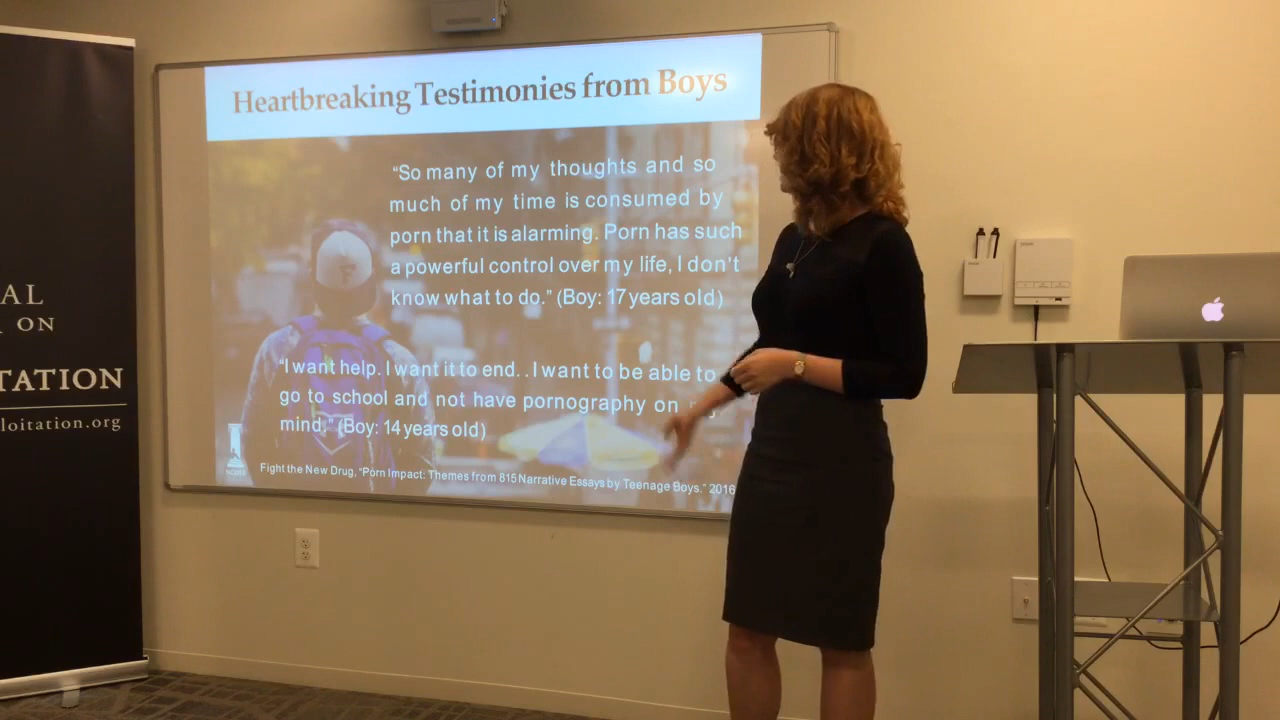 Heartbreaking Testimonies from Boys
“So many of my thoughts and so
much of my time is consumed by
porn that it is alarming. Porn has such
a powerful control over my life, I don't
know what to do.” (Boy: 17 years old)
“I want help. I want it to end. . I want to be able to
go to school and not have pornography on
mind.” (Boy: 14 years old)
Fight the New Drug, “Porn Impact: Themes from 815 Narrative Essays by Teenage Boys.” 2016
AL
ON
TATION
loitation.org